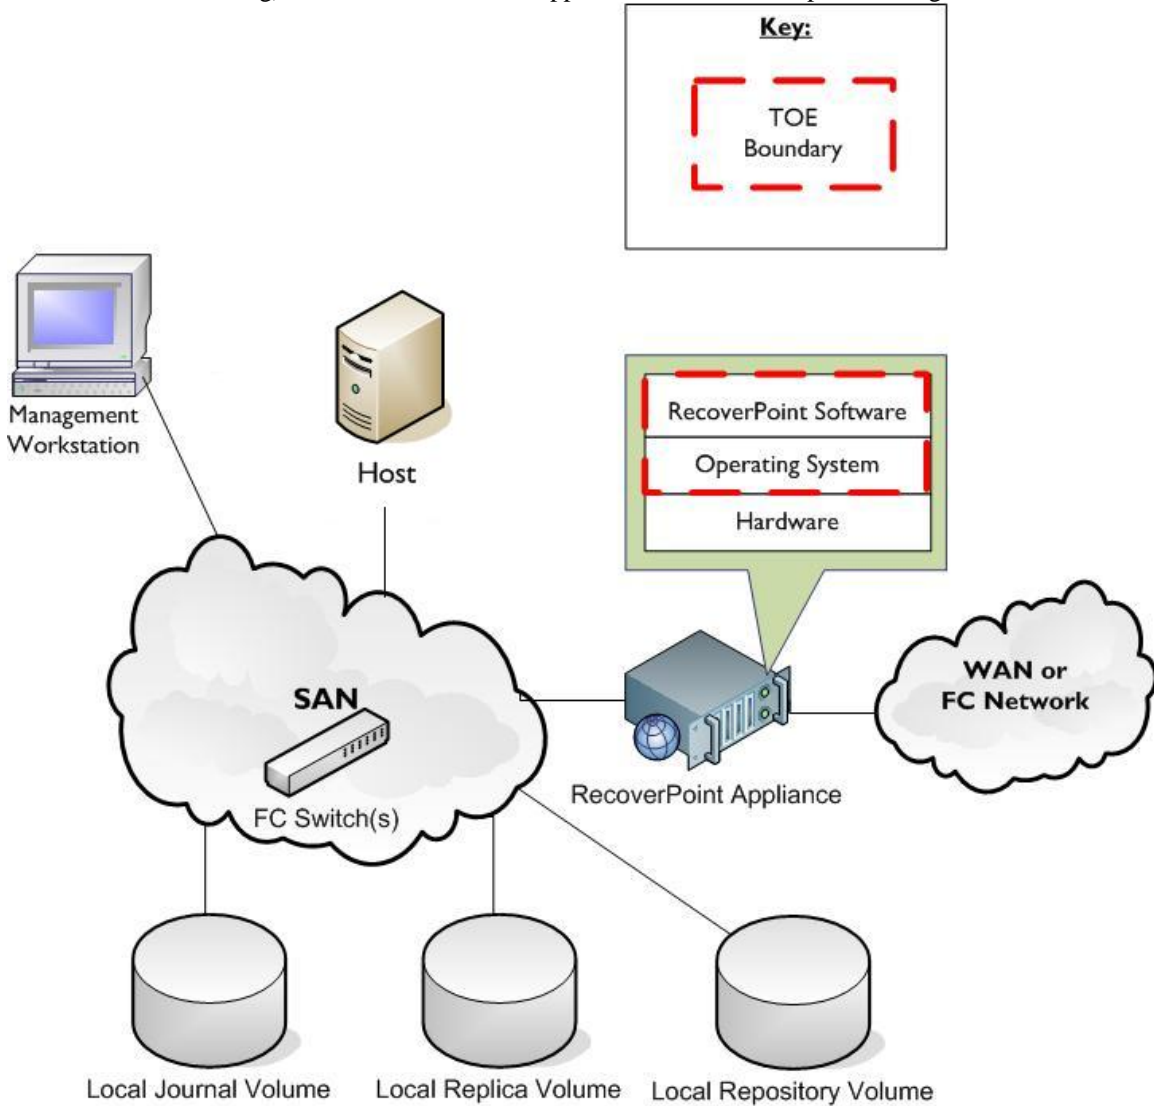 Key:
TOE
Boundary
Management
Workstation
Host
RecoverPoint Software
Operating System
Hardware
SAN
FC Switch(s)
RecoverPoint Appliance
WAN or
FC Network
Local Journal Volume
Local Replica Volume
Local Repository Volume